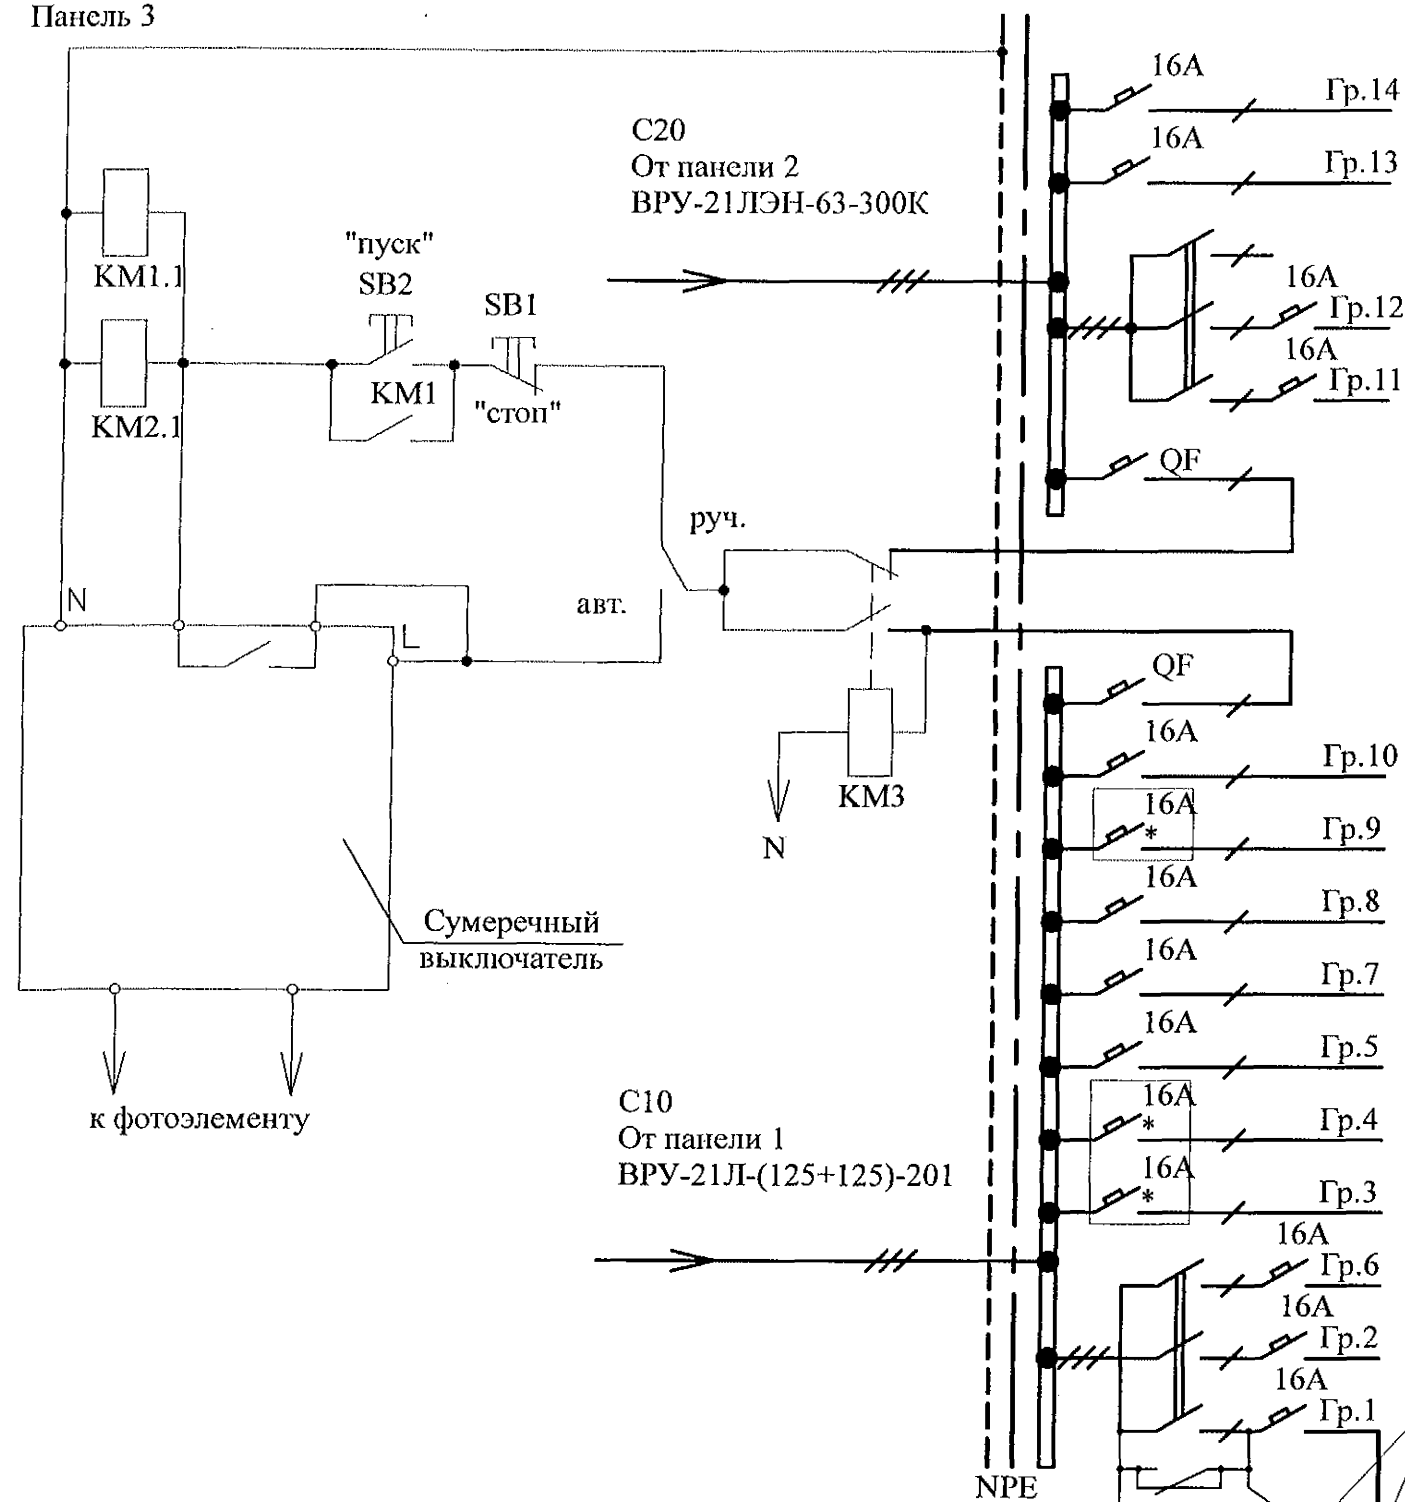 Панель 3
16А
Гр.14
С20
От панели 2
ВРУ-21ЛЭН-63-300К
16А
Гр.13
КМ1.1
"пуск"
SB2
SB1
16А
Гр.12
16А
Гр.11
КМ2.1
КМ1
"стоп"
QF
руч.
N
авт.
L
QF
16А
Гр.10
КМ3
N
16А
*
Гр.9
16А
Гр.8
Сумеречный
выключатель
16А
Гр.7
16А
Гр.5
к фотоэлементу
С10
От панели 1
ВРУ-21Л-(125+125)-201
16А
*
Гр.4
16А
*
Гр.3
16А
Гр.6
16А
Гр.2
16А
Гр.1
NPE